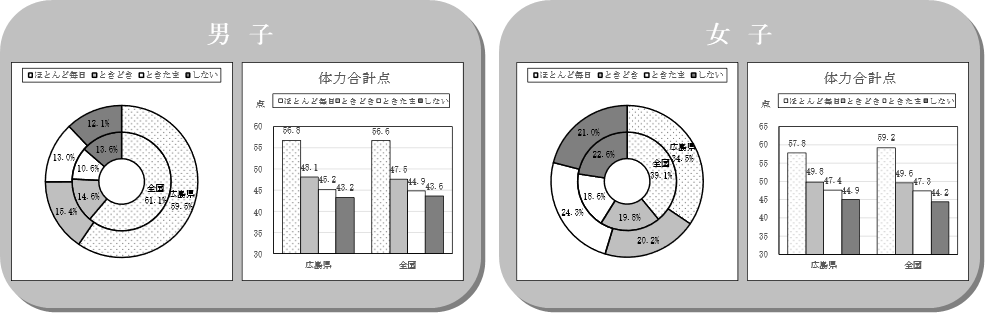 男 子
ほとんど毎日 ときどき ときたま しない
12.1%
13.6%
13.0%
10.6%
全国
61.1%
広島県
59.5%
14.6%
15.4%
体力合計点
点
ほとんど毎日 ときどき ときたま しない
60
55
50
45
40
35
30
56.8
48.1
45.2
43.2
56.6
47.5
44.9
43.6
広島県
全国
女 子
ほとんど毎日 ときどき ときたま しない
21.0%
22.6%
広島県
34.5%
全国
39.1%
18.6%
24.3%
19.8%
20.2%
体力合計点
点
ほとんど毎日 ときどき ときたま しない
65
60
55
50
45
40
35
30
57.8
49.8
47.4
44.9
59.2
49.6
47.3
44.2
広島県
全国